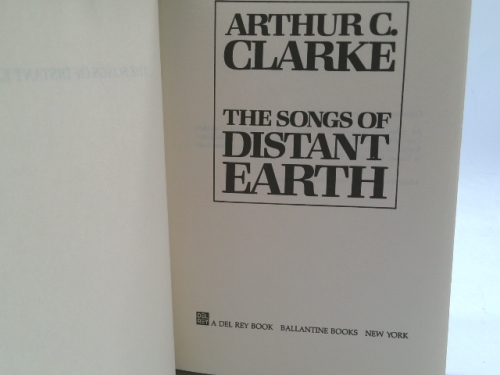 ARTHUR C.
CLARKE
THE SONGS OF
DISTANT
EARTH
DEL
REY
A DEL REY BOOK BALLANTINE BOOKS NEW YORK